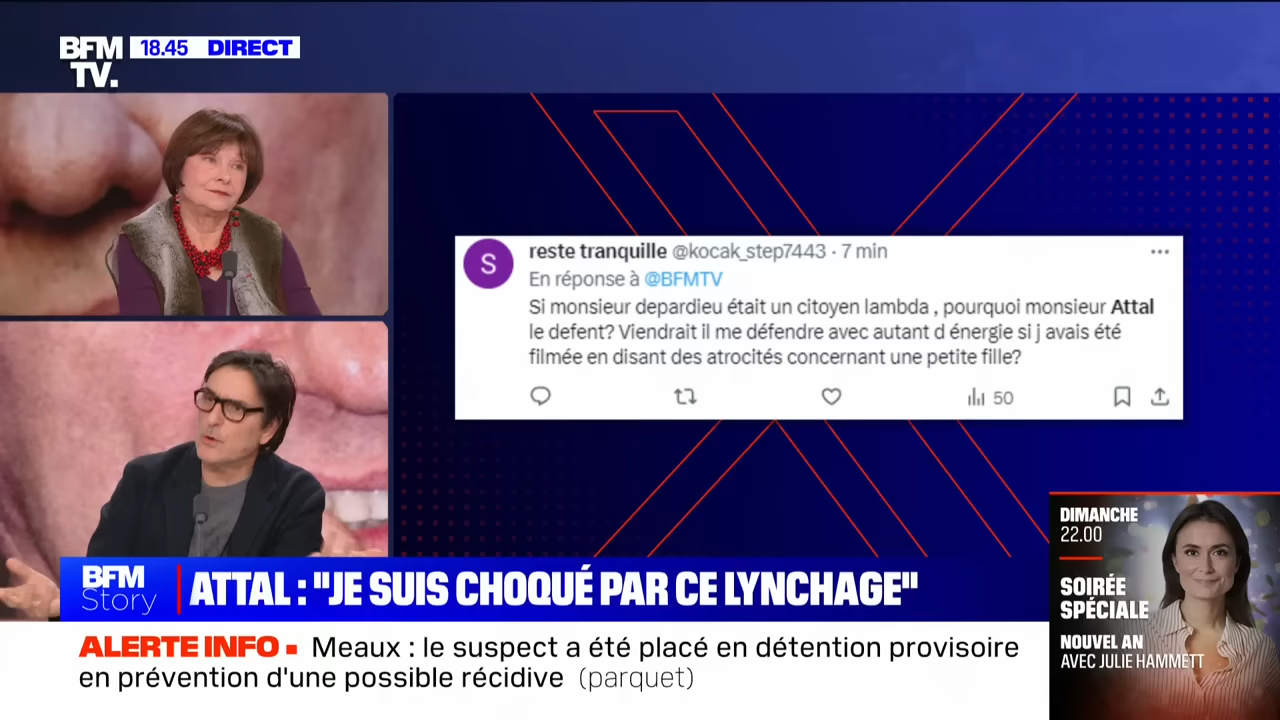 BFM
TV.
18.45 DIRECT
S
reste tranquille @kocak_step7443 · 7 min
En réponse à @BFMTV
Si monsieur depardieu était un citoyen lambda , pourquoi monsieur Attal
le defent? Viendrait il me défendre avec autant d énergie si j avais été
filmée en disant des atrocités concernant une petite fille?
50
DIMANCHE
22.00
SOIRÉE
SPÉCIALE
NOUVEL AN
AVEC JULIE HAMMETT
BFM
Story
ATTAL : "JE SUIS CHOQUÉ PAR CE LYNCHAGE"
ALERTE INFO ▪ Meaux : le suspect a été placé en détention provisoire
en prévention d'une possible récidive (parquet)